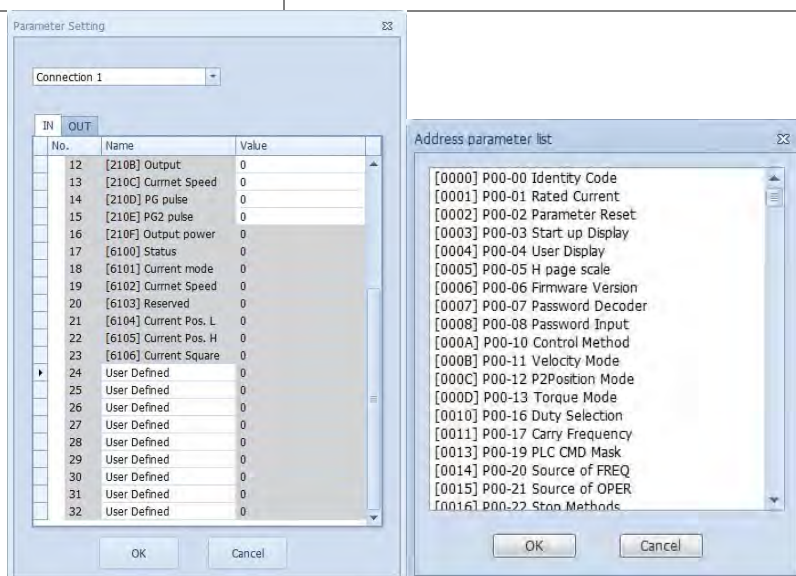 Parameter Setting
Connection 1
IN OUT
No. Name Value
12 [210B] Output 0
13 [210C] Currnet Speed 0
14 [210D] PG pulse 0
15 [210E] PG2 pulse 0
16 [210F] Output power 0
17 [6100] Status 0
18 [6101] Current mode 0
19 [6102] Currnet Speed 0
20 [6103] Reserved 0
21 [6104] Current Pos. L 0
22 [6105] Current Pos. H 0
23 [6106] Current Square 0
24 User Defined 0
25 User Defined 0
26 User Defined 0
27 User Defined 0
28 User Defined 0
29 User Defined 0
30 User Defined 0
31 User Defined 0
32 User Defined 0
OK Cancel
Address parameter list
[0000] P00-00 Identity Code
[0001] P00-01 Rated Current
[0002] P00-02 Parameter Reset
[0003] P00-03 Start up Display
[0004] P00-04 User Display
[0005] P00-05 H page scale
[0006] P00-06 Firmware Version
[0007] P00-07 Password Decoder
[0008] P00-08 Password Input
[000A] P00-10 Control Method
[000B] P00-11 Velocity Mode
[000C] P00-12 P2Position Mode
[000D] P00-13 Torque Mode
[0010] P00-16 Duty Selection
[0011] P00-17 Carry Frequency
[0013] P00-19 PLC CMD Mask
[0014] P00-20 Source of FREQ
[0015] P00-21 Source of OPER
[0016] P00-22 Stop Methods
OK Cancel